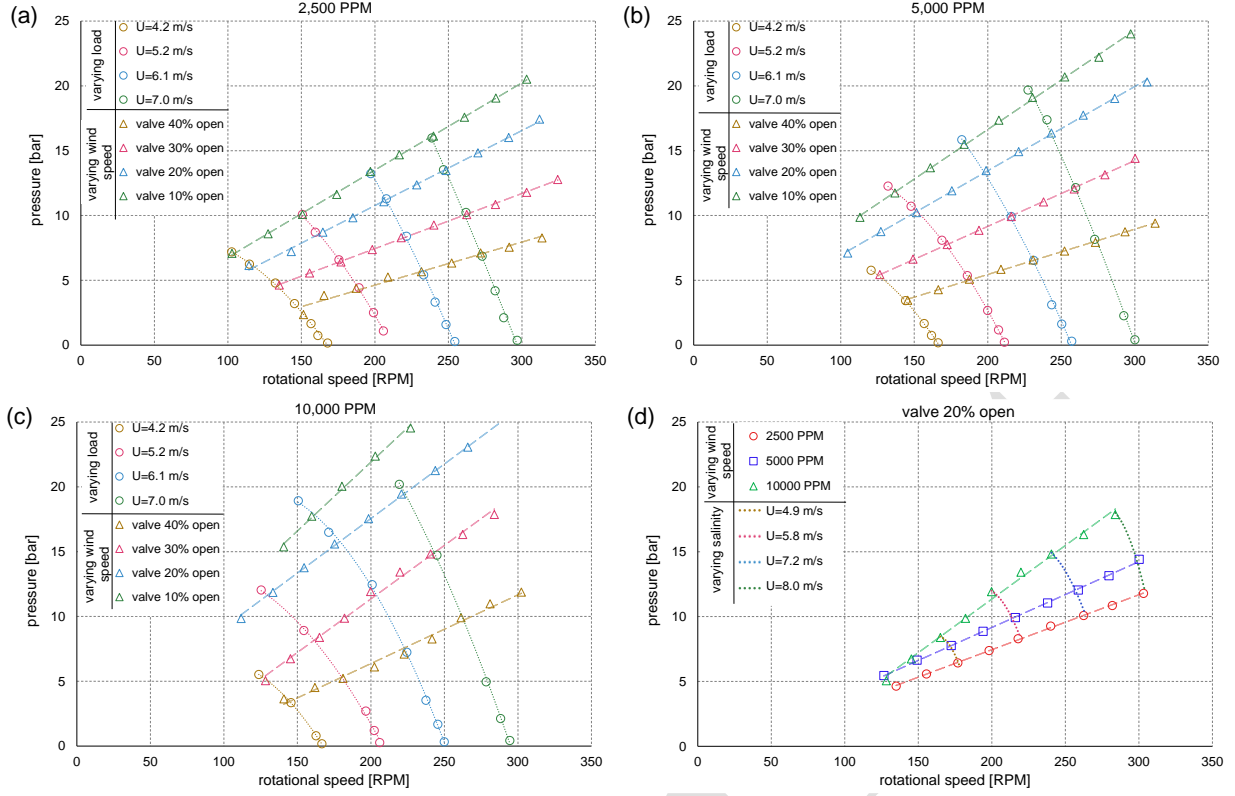 (a)
2,500 PPM
pressure [bar]
25
20
15
10
5
0
0 50 100 150 200 250 300 350
rotational speed [RPM]
varying load
U=4.2 m/s
U=5.2 m/s
U=6.1 m/s
U=7.0 m/s
varying wind
speed
valve 40% open
valve 30% open
valve 20% open
valve 10% open
(b)
5,000 PPM
pressure [bar]
25
20
15
10
5
0
0 50 100 150 200 250 300 350
rotational speed [RPM]
varying load
U=4.2 m/s
U=5.2 m/s
U=6.1 m/s
U=7.0 m/s
varying wind
speed
valve 40% open
valve 30% open
valve 20% open
valve 10% open
(c)
10,000 PPM
pressure [bar]
25
20
15
10
5
0
0 50 100 150 200 250 300 350
rotational speed [RPM]
varying load
U=4.2 m/s
U=5.2 m/s
U=6.1 m/s
U=7.0 m/s
varying wind
speed
valve 40% open
valve 30% open
valve 20% open
valve 10% open
(d)
valve 20% open
pressure [bar]
25
20
15
10
5
0
0 50 100 150 200 250 300 350
rotational speed [RPM]
varying wind
speed
2500 PPM
5000 PPM
10000 PPM
varying salinity
U=4.9 m/s
U=5.8 m/s
U=7.2 m/s
U=8.0 m/s